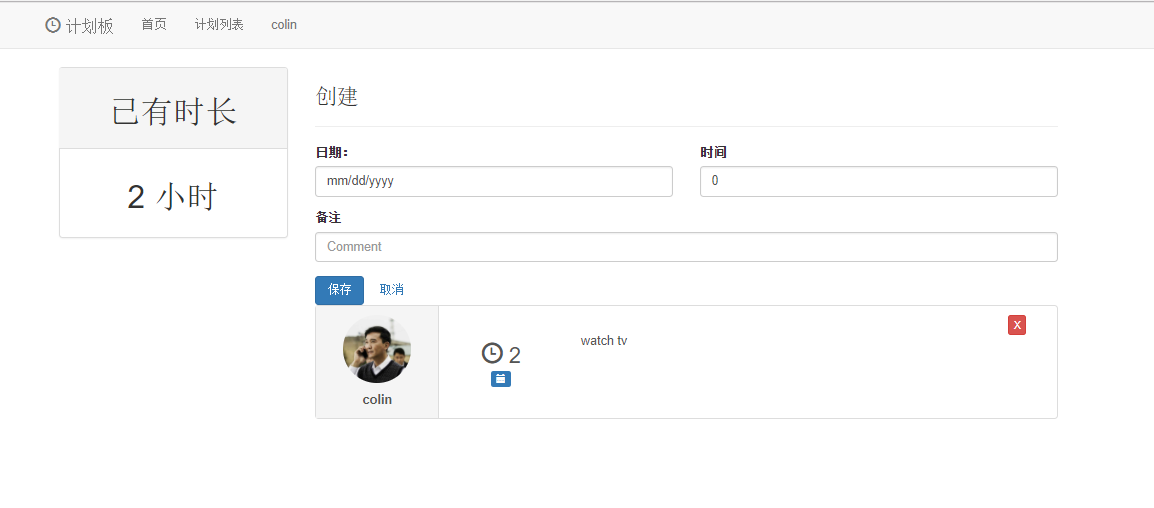 计划板 首页 计划列表 colin
已有时长
2 小时
创建
日期： 时间
mm/dd/yyyy 0
备注
Comment
保存 取消
X
2 watch tv
colin